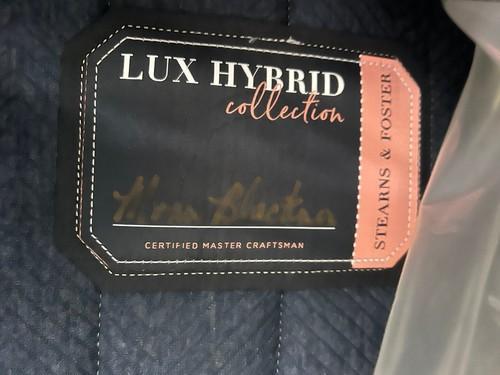 LUX HYBRID
collection
CERTIFIED MASTER CRAFTSMAN
STEARNS & FOSTER